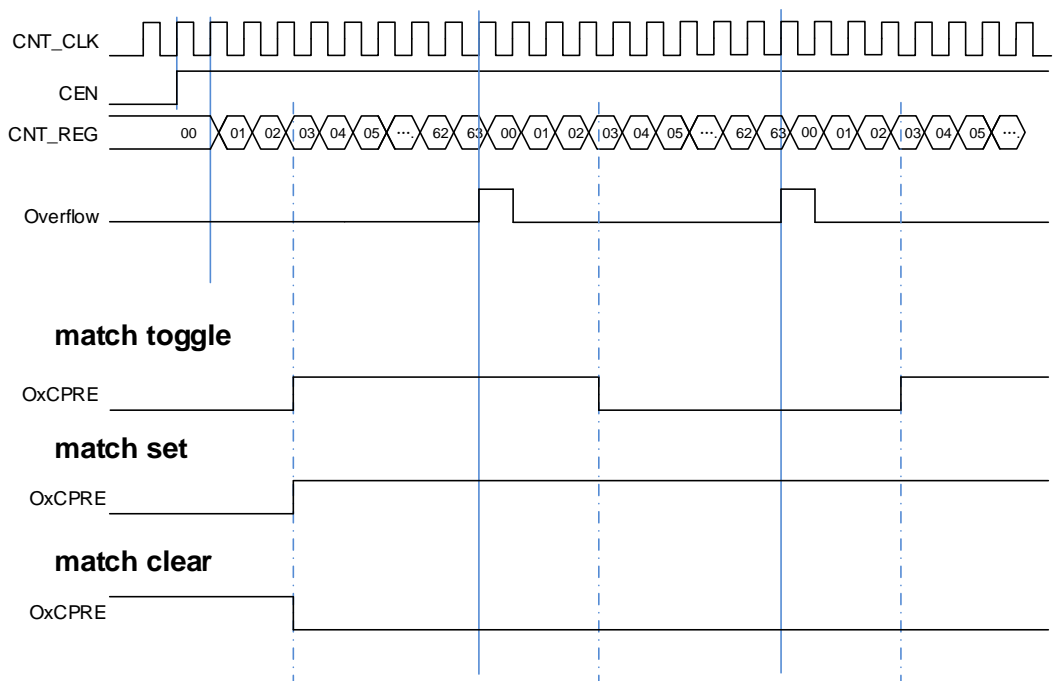 CNT_CLK
CEN
CNT_REG 00 01 02 03 04 05 .... 62 63 00 01 02 03 04 05 .... 62 63 00 01 02 03 04 05 ....
Overflow
match toggle
OxCPRE
match set
OxCPRE
match clear
OxCPRE